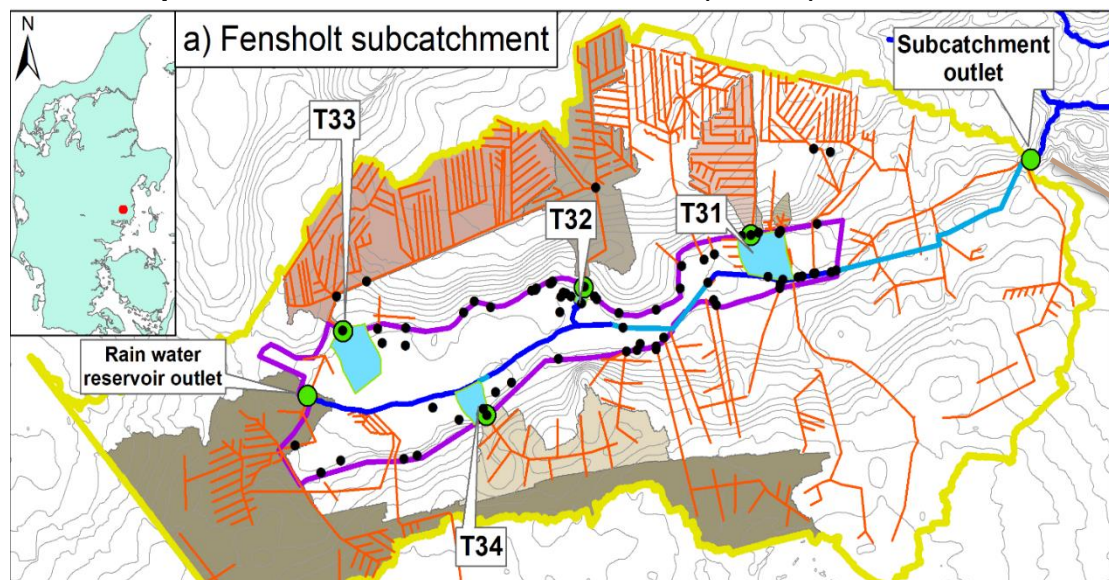 N
a) Fensholt subcatchment
Subcatchment
outlet
T33
T32
T31
Rain water
reservoir outlet
T34